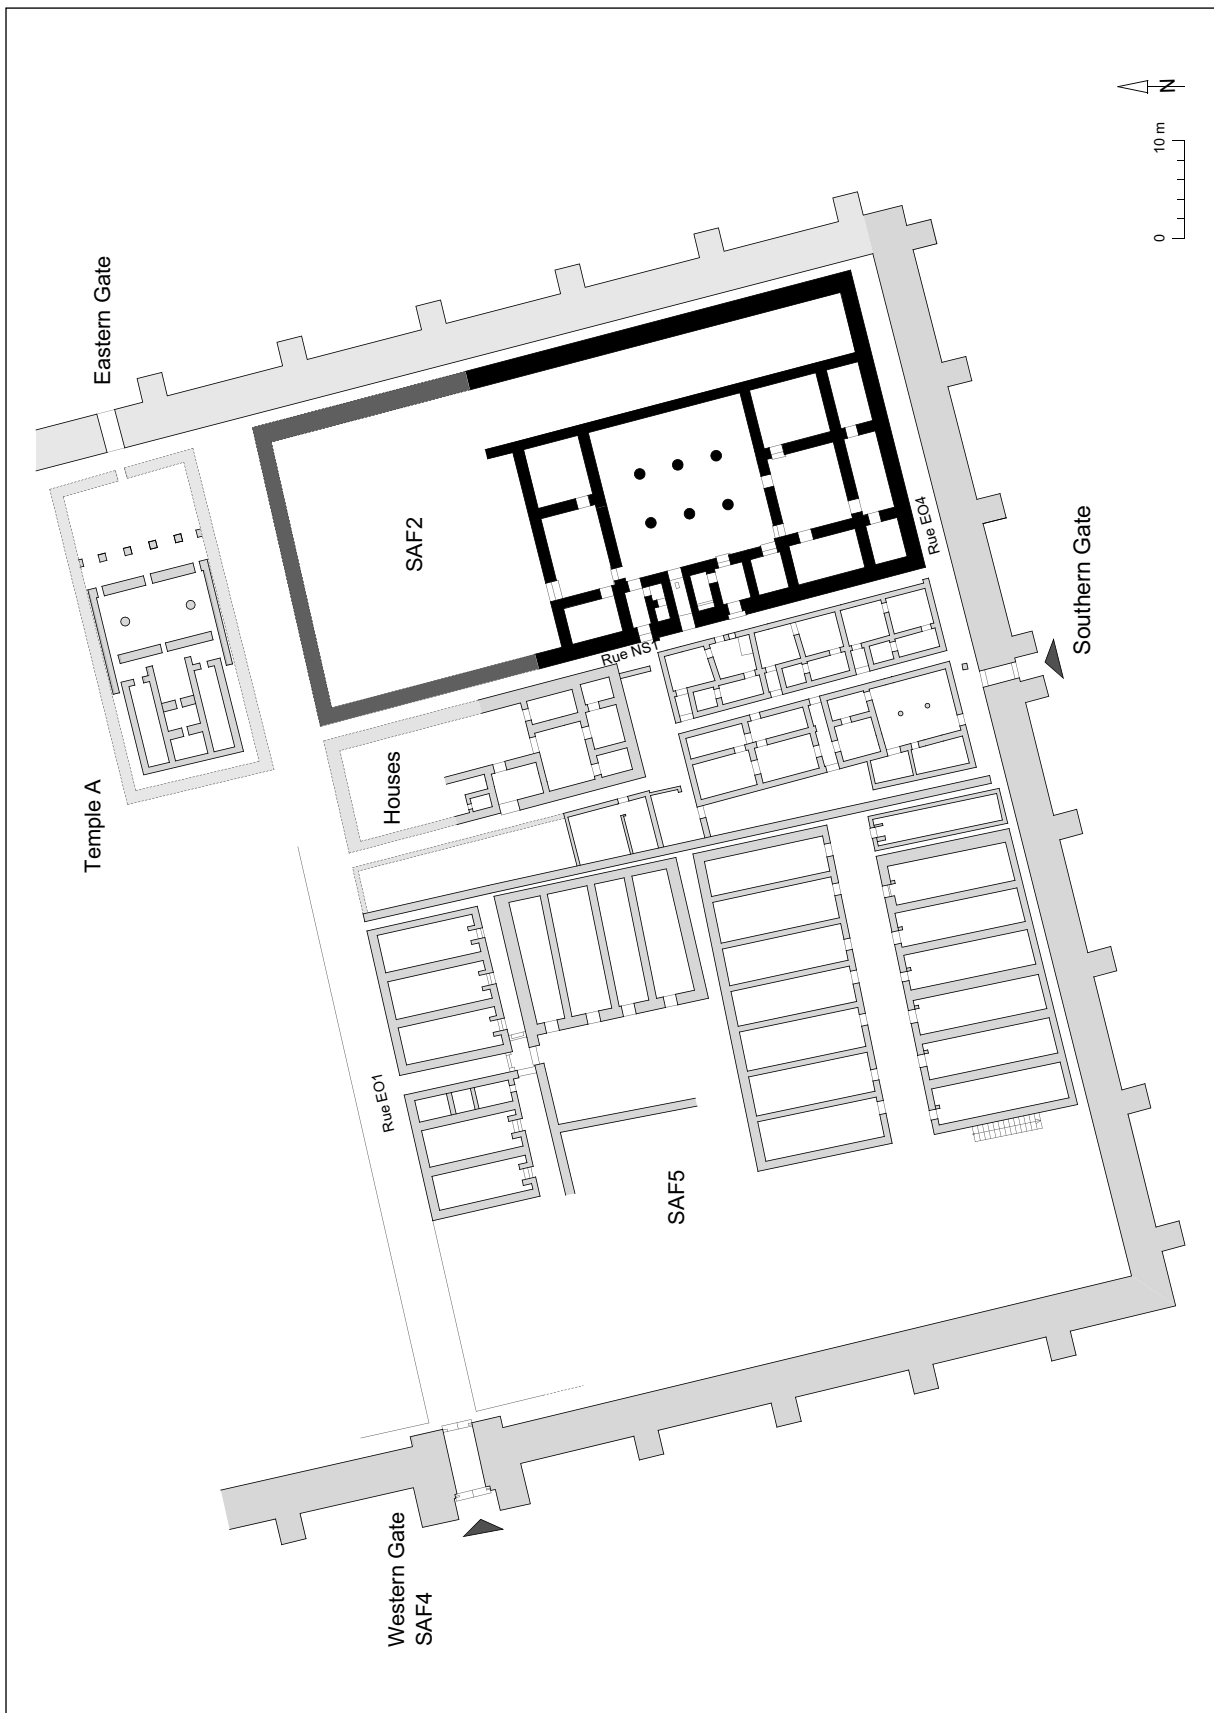 Eastern Gate
Temple A
SAF2
Houses
Rue NS1
Rue EO4
Southern Gate
Rue EO1
SAF5
Western Gate
SAF4
N
0
10 m